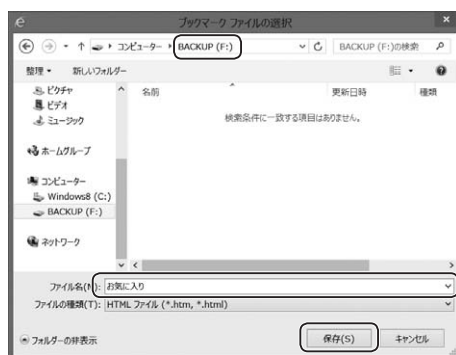 ブックマーク ファイルの選択
コンピューター ▸ BACKUP (F:)
BACKUP (F:)の検索
整理 新しいフォルダー
名前 更新日時 種類
検索条件に一致する項目はありません。
ピクチャ
ビデオ
ミュージック
ホームグループ
コンピューター
Windows8 (C:)
BACKUP (F:)
ネットワーク
ファイル名(N): お気に入り
ファイルの種類(T): HTML ファイル (*.htm, *.html)
フォルダーの非表示 保存(S) キャンセル